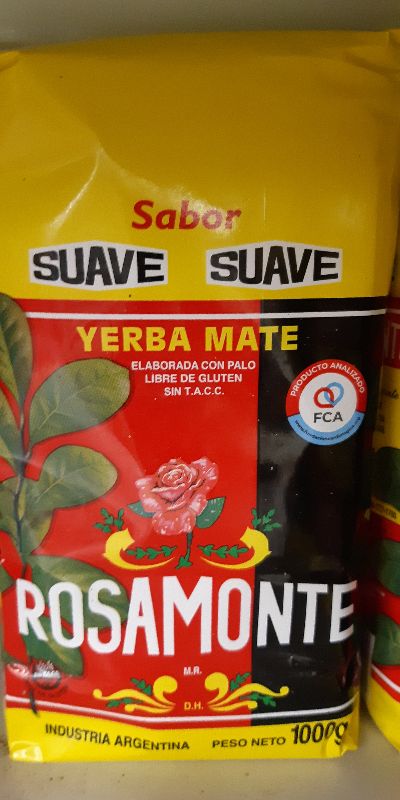 Sabor
SUAVE SUAVE
YERBA MATE
ELABORADA CON PALO
LIBRE DE GLUTEN
SIN T.A.C.C.
PRODUCTO ANALIZADO
FCA
ROSAMONTE
M.R.
D.H.
INDUSTRIA ARGENTINA PESO NETO 1000g